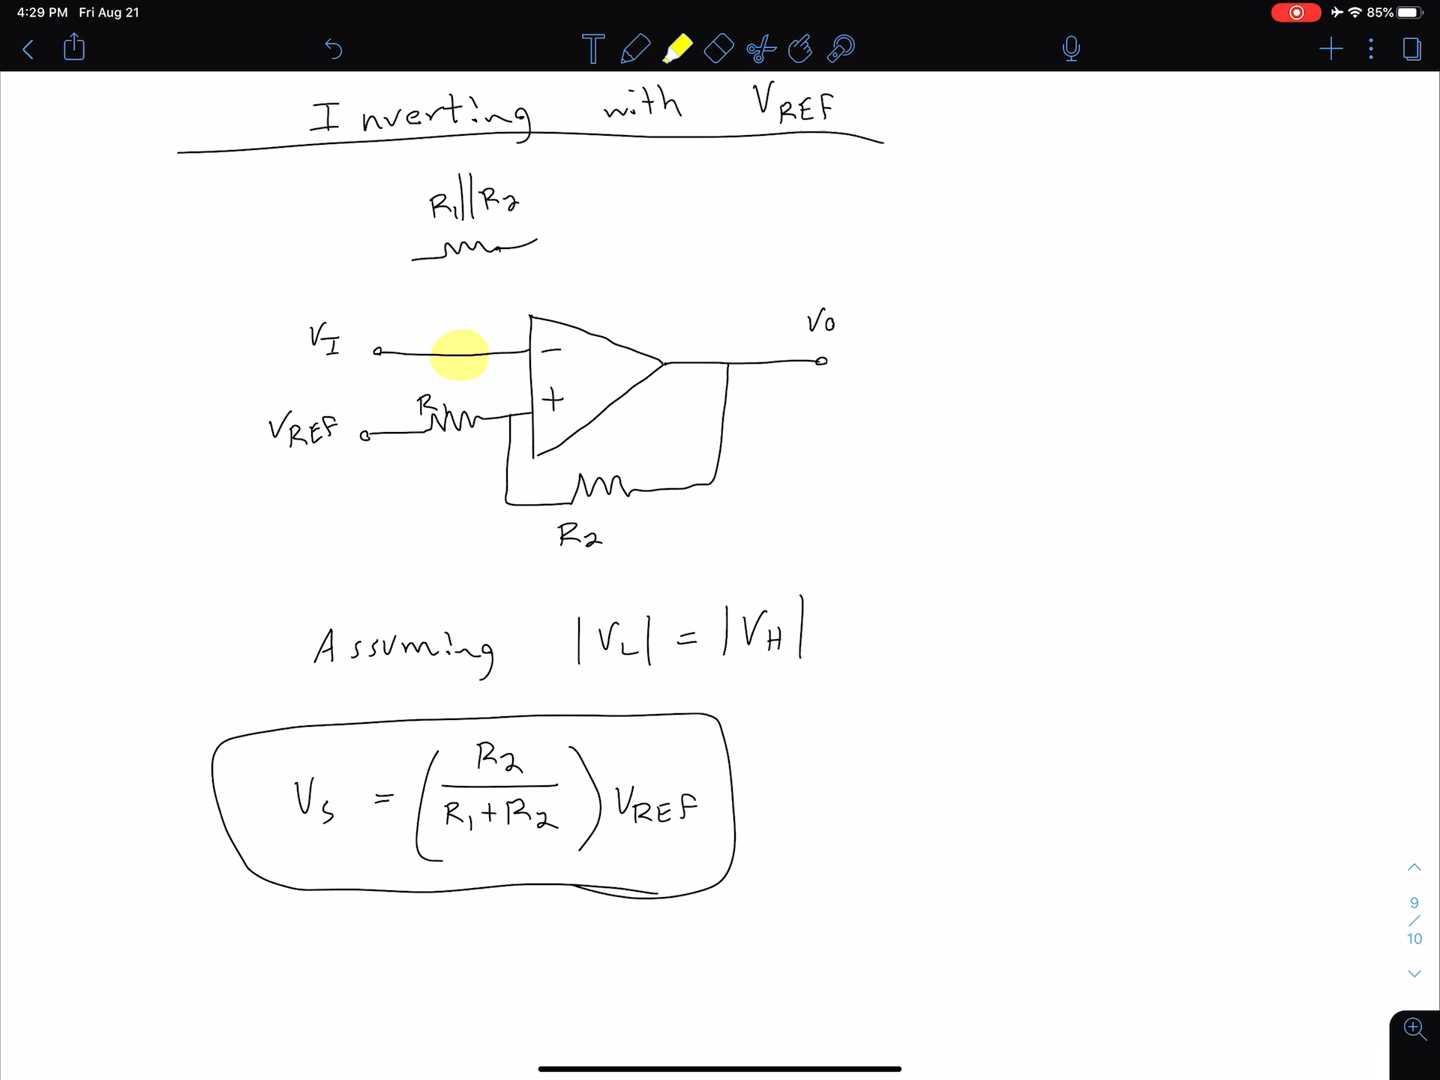 4:29 PM Fri Aug 21
85%
Inverting with VREF
R1||R2
VI
−
VO
+
R
VREF
R2
Assuming |VL| = |VH|
VS = (R2 / R1+R2) VREF
9
/
10